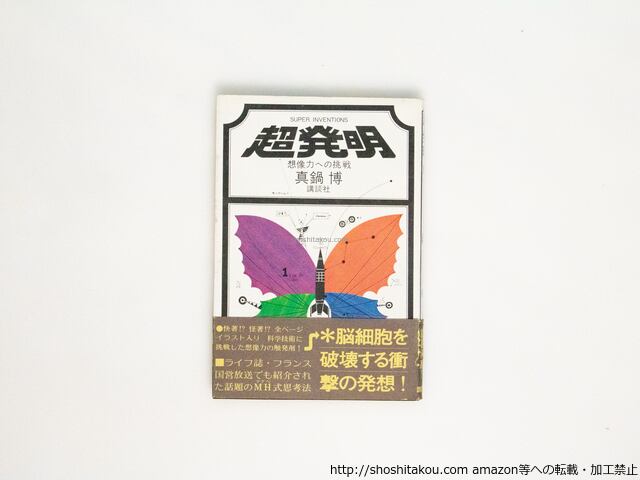 SUPER INVENTIONS
超発明
想像力への挑戦
真鍋 博
講談社
shoshitakou.com
1
●快著!? 怪著!? 全ページ
イラスト入り 科学技術に
挑戦した想像力の触発剤!
■ライフ誌・フランス
国営放送でも紹介され
た話題のMH式思考法
*脳細胞を
破壊する衝
撃の発想!
http://shoshitakou.com amazon等への転載・加工禁止